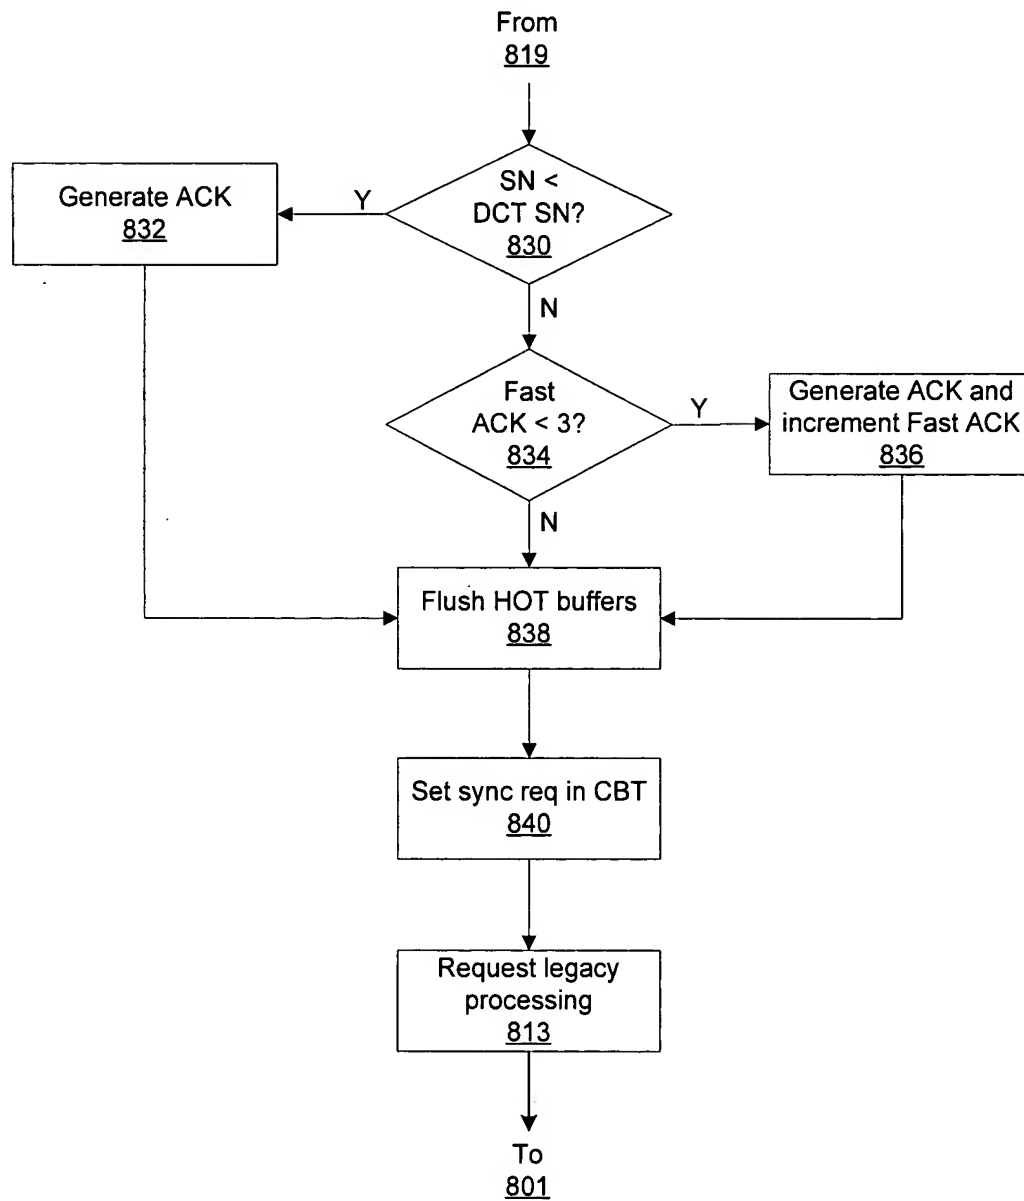 From
819
SN <
DCT SN?
830
Y
Generate ACK
832
N
Fast
ACK < 3?
834
Y
Generate ACK and
increment Fast ACK
836
N
Flush HOT buffers
838
Set sync req in CBT
840
Request legacy
processing
813
To
801